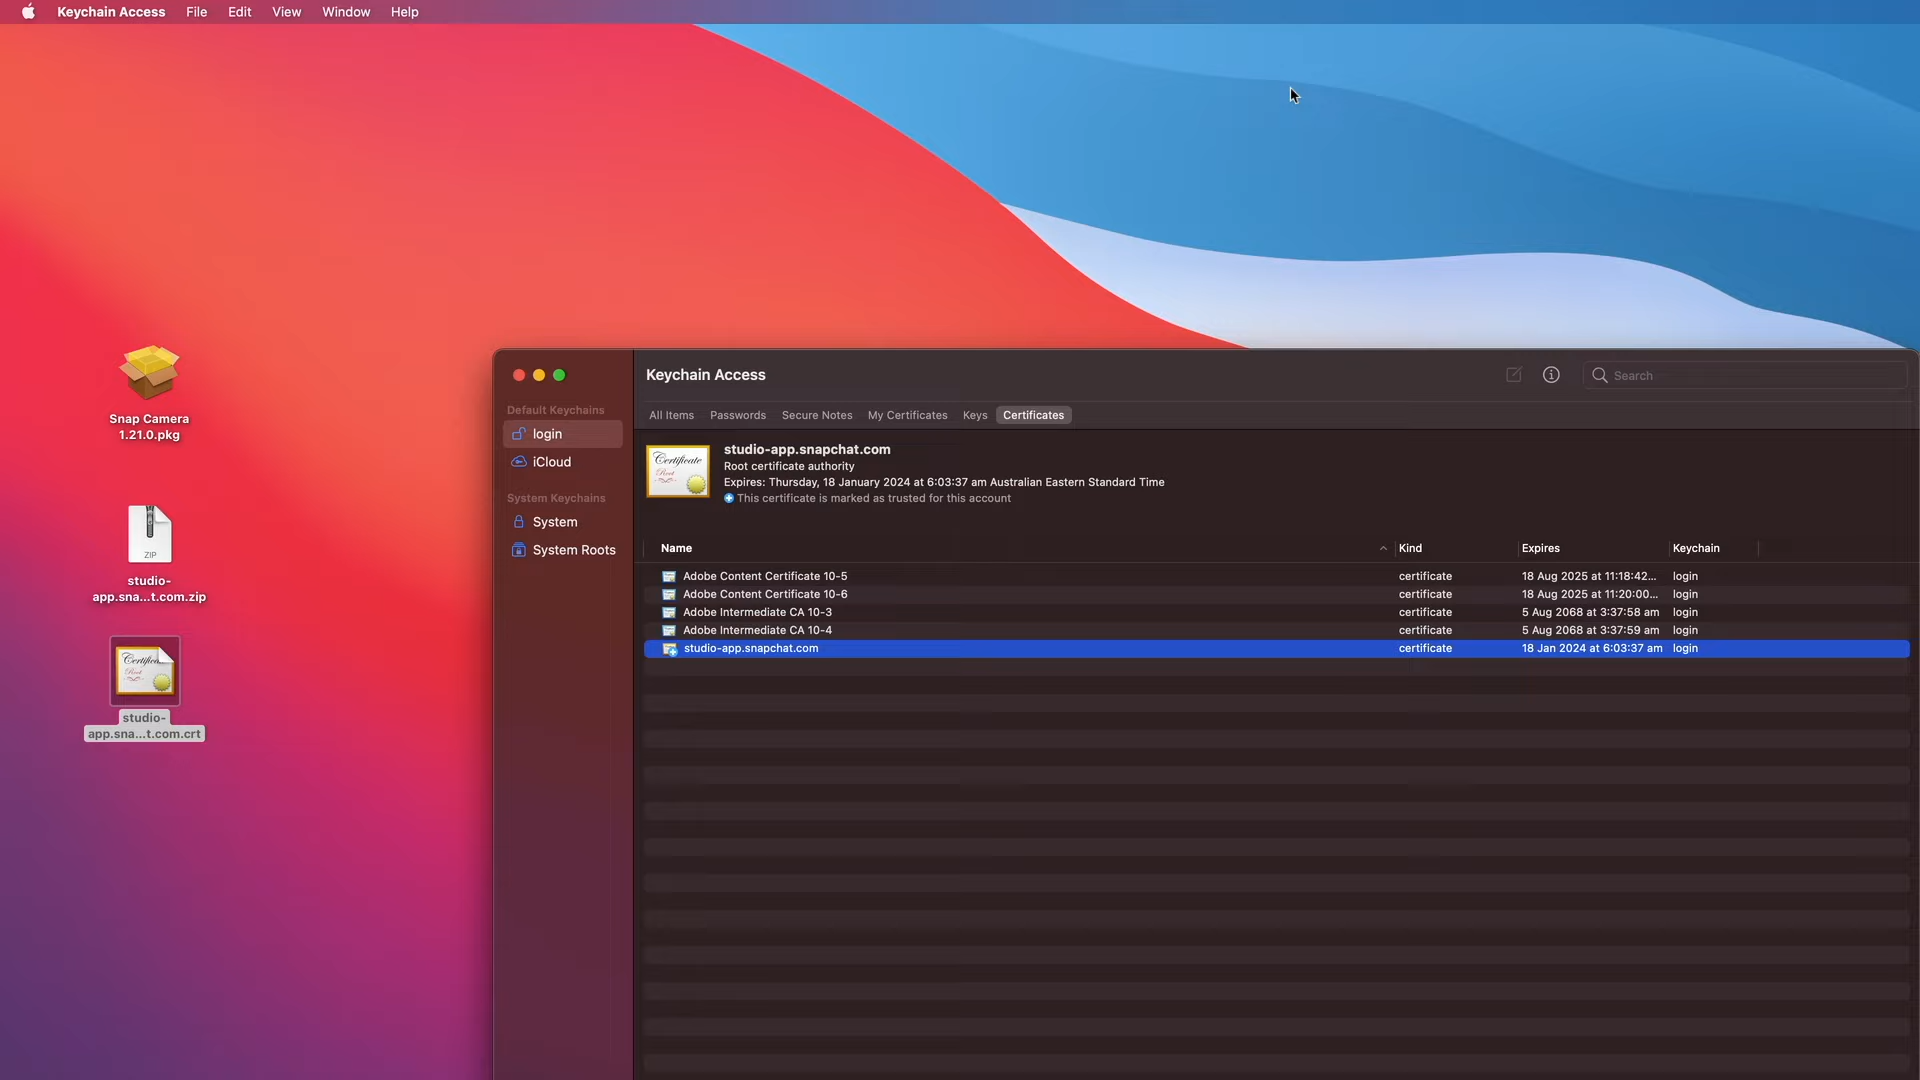 Keychain Access File Edit View Window Help
Snap Camera
1.21.0.pkg
ZIP
studio-
app.sna...t.com.zip
Certificate
Root
studio-
app.sna...t.com.crt
Default Keychains
login
iCloud
System Keychains
System
System Roots
Keychain Access
Search
All Items Passwords Secure Notes My Certificates Keys Certificates
Certificate
Root
studio-app.snapchat.com
Root certificate authority
Expires: Thursday, 18 January 2024 at 6:03:37 am Australian Eastern Standard Time
This certificate is marked as trusted for this account
Name Kind Expires Keychain
Adobe Content Certificate 10-5 certificate 18 Aug 2025 at 11:18:42... login
Adobe Content Certificate 10-6 certificate 18 Aug 2025 at 11:20:00... login
Adobe Intermediate CA 10-3 certificate 5 Aug 2068 at 3:37:58 am login
Adobe Intermediate CA 10-4 certificate 5 Aug 2068 at 3:37:59 am login
studio-app.snapchat.com certificate 18 Jan 2024 at 6:03:37 am login